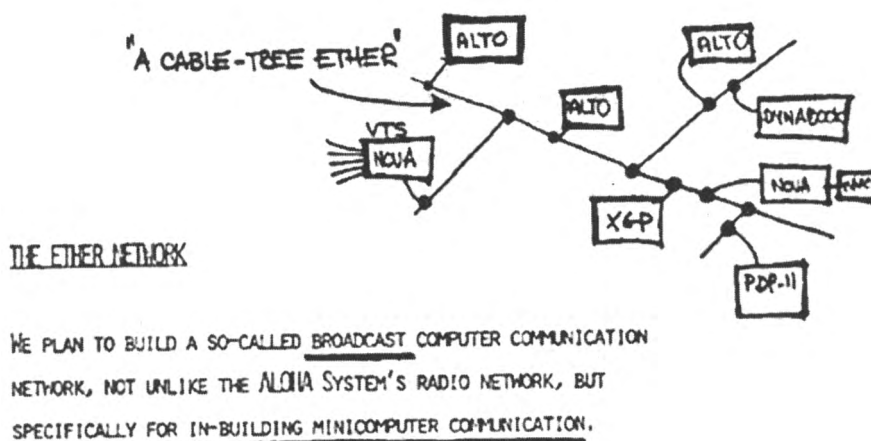 "A CABLE-TREE ETHER"
ALTO
ALTO
DYNABOOK
ALTO
VTS
NOVA
NOVA
XGP
PDP-11
THE ETHER NETWORK
WE PLAN TO BUILD A SO-CALLED BROADCAST COMPUTER COMMUNICATION
NETWORK, NOT UNLIKE THE ALOHA SYSTEM'S RADIO NETWORK, BUT
SPECIFICALLY FOR IN-BUILDING MINICOMPUTER COMMUNICATION.